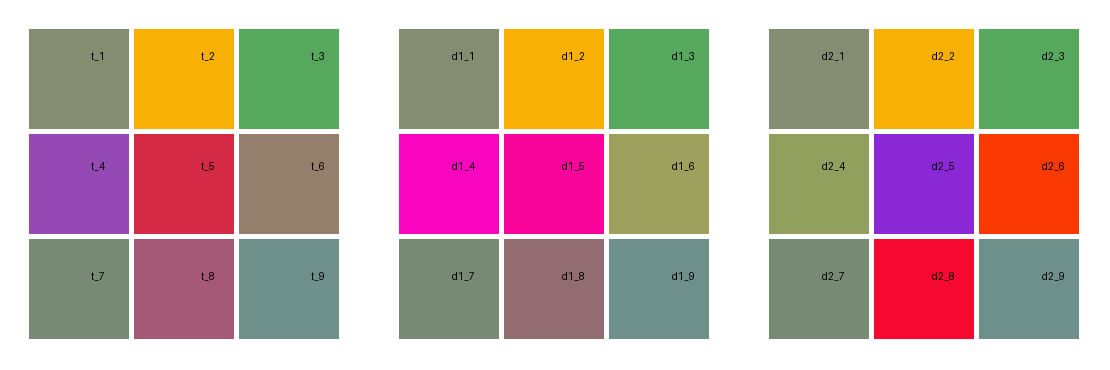 t_1 t_2 t_3 d1_1 d1_2 d1_3 d2_1 d2_2 d2_3
t_4 t_5 t_6 d1_4 d1_5 d1_6 d2_4 d2_5 d2_6
t_7 t_8 t_9 d1_7 d1_8 d1_9 d2_7 d2_8 d2_9